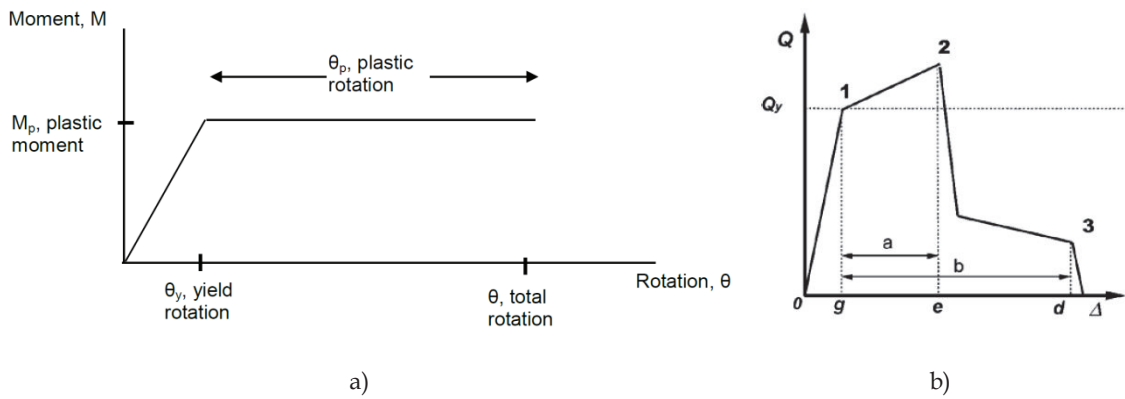 Moment, M
θp, plastic
rotation
Mp, plastic
moment
θy, yield
rotation
θ, total
rotation
Rotation, θ
a)
Q
2
1
Qy
3
a
b
0
g
e
d
Δ
b)